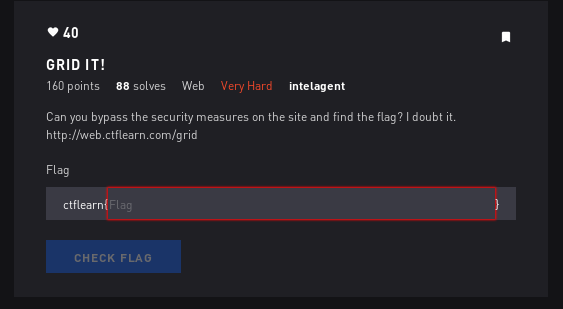 40
GRID IT!
160 points 88 solves Web Very Hard intelagent
Can you bypass the security measures on the site and find the flag? I doubt it.
http://web.ctflearn.com/grid
Flag
ctflearn{Flag }
CHECK FLAG